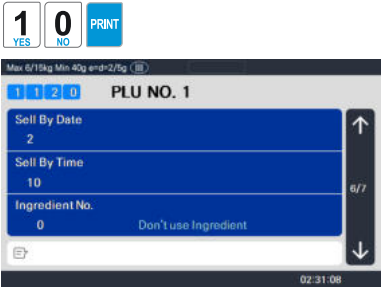 1 0 PRINT
YES NO
Max 6/15kg Min 40g e=d=2/5g (III)
1 1 2 0 PLU NO. 1
Sell By Date
2
Sell By Time
10
6/7
Ingredient No.
0 Don't use Ingredient
02:31:08